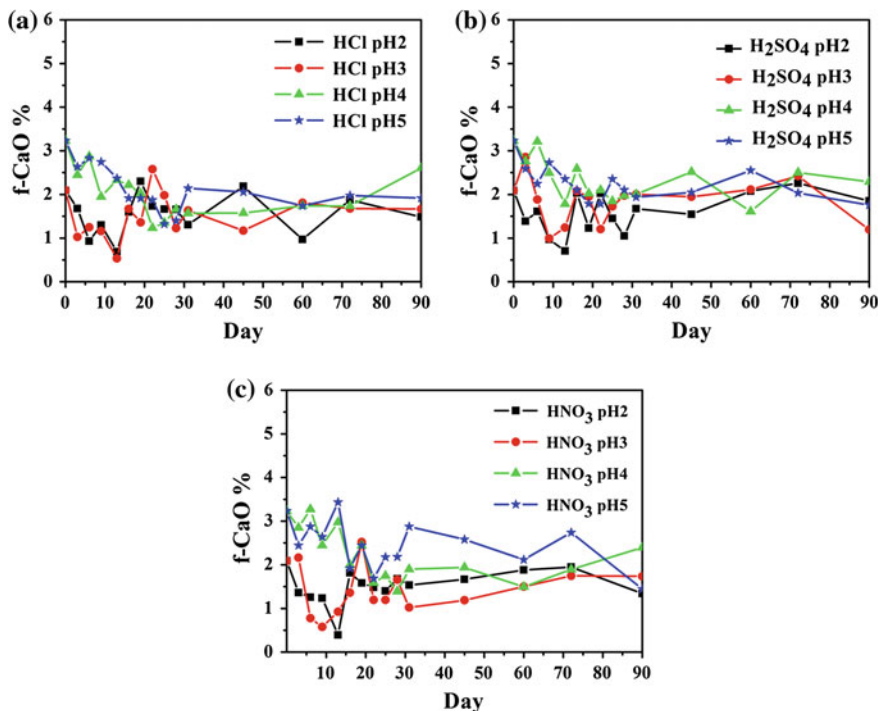 (a)
6
5
4
3
2
1
0
f-CaO %
HCl pH2
HCl pH3
HCl pH4
HCl pH5
0 10 20 30 40 50 60 70 80 90
Day
(b)
6
5
4
3
2
1
0
f-CaO %
H2SO4 pH2
H2SO4 pH3
H2SO4 pH4
H2SO4 pH5
0 10 20 30 40 50 60 70 80 90
Day
(c)
6
5
4
3
2
1
0
f-CaO %
HNO3 pH2
HNO3 pH3
HNO3 pH4
HNO3 pH5
10 20 30 40 50 60 70 80 90
Day